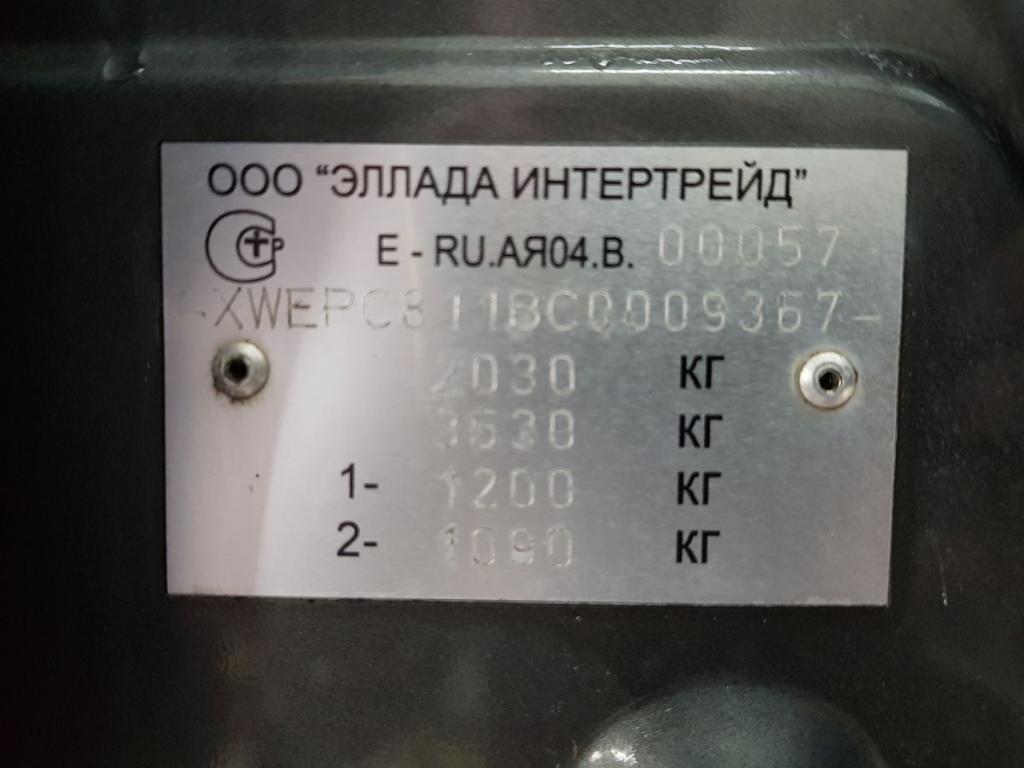 ООО “ЭЛЛАДА ИНТЕРТРЕЙД”
Е - RU.АЯ04.В. 00057
-XWEPC811BC0009367-
2030 КГ
3630 КГ
1- 1200 КГ
2- 1090 КГ